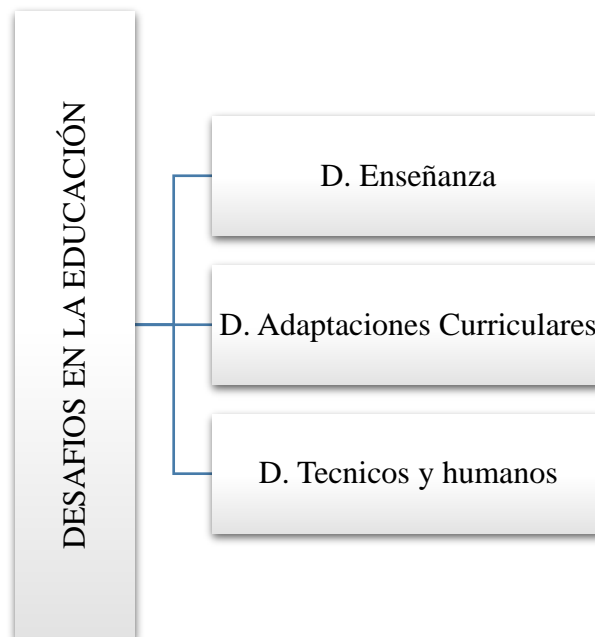 DESAFIOS EN LA EDUCACIÓN
D. Enseñanza
D. Adaptaciones Curriculares
D. Tecnicos y humanos